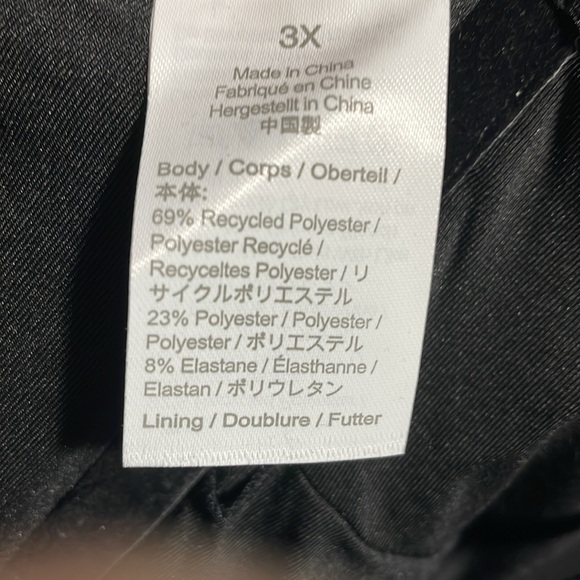 3X
Made in China
Fabriqué en Chine
Hergestellt in China
中国製
Body / Corps / Oberteil /
本体:
69% Recycled Polyester /
Polyester Recyclé /
Recyceltes Polyester / リ
サイクルポリエステル
23% Polyester / Polyester /
Polyester / ポリエステル
8% Elastane / Élasthanne /
Elastan / ポリウレタン
Lining / Doublure / Futter